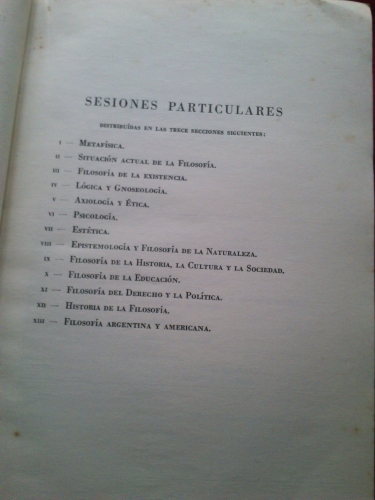 SESIONES PARTICULARES
DISTRIBUÍDAS EN LAS TRECE SECCIONES SIGUIENTES:
I — METAFÍSICA.
II — SITUACIÓN ACTUAL DE LA FILOSOFÍA.
III — FILOSOFÍA DE LA EXISTENCIA.
IV — LÓGICA Y GNOSEOLOGÍA.
V — AXIOLOGÍA Y ÉTICA.
VI — PSICOLOGÍA.
VII — ESTÉTICA.
VIII — EPISTEMOLOGÍA Y FILOSOFÍA DE LA NATURALEZA.
IX — FILOSOFÍA DE LA HISTORIA, LA CULTURA Y LA SOCIEDAD.
X — FILOSOFÍA DE LA EDUCACIÓN.
XI — FILOSOFÍA DEL DERECHO Y LA POLÍTICA.
XII — HISTORIA DE LA FILOSOFÍA.
XIII — FILOSOFÍA ARGENTINA Y AMERICANA.